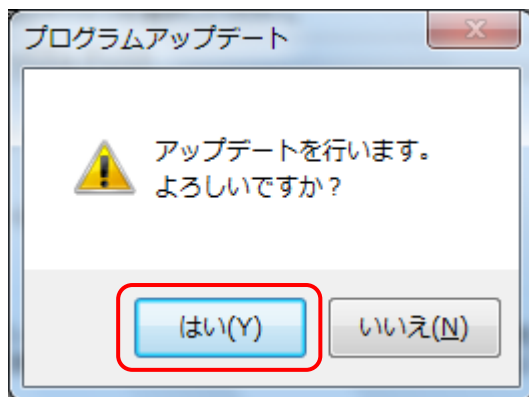 プログラムアップデート
アップデートを行います。
よろしいですか？
はい(Y)
いいえ(N)